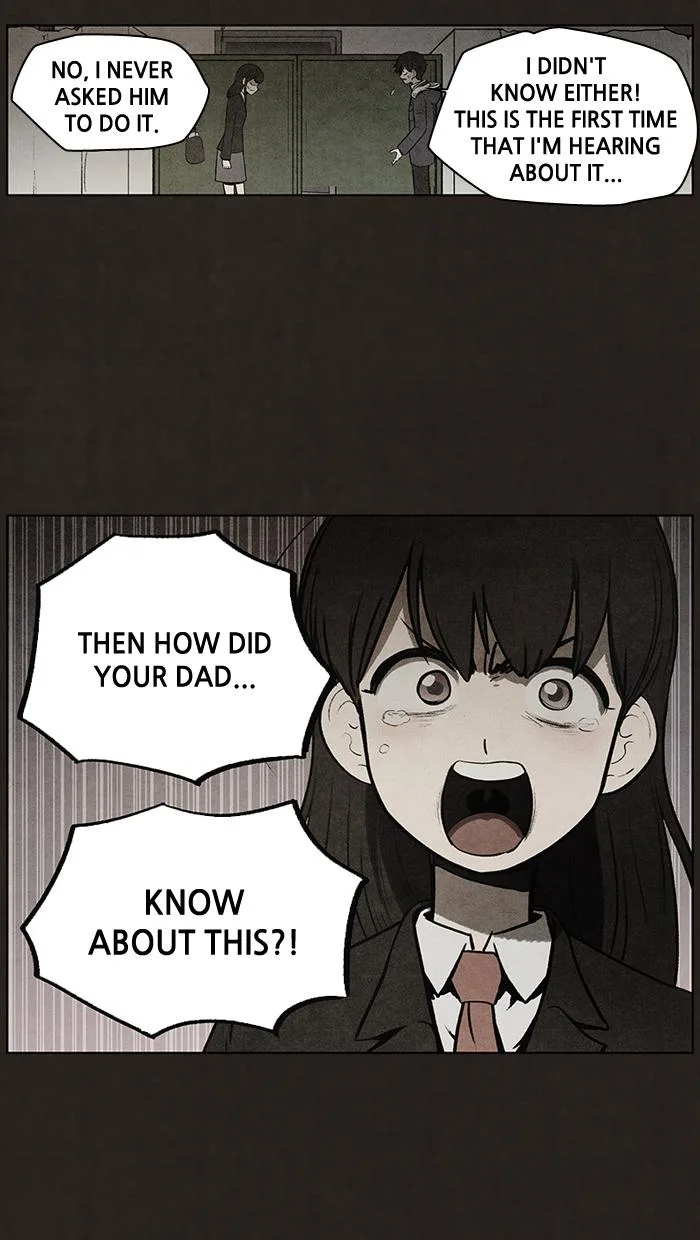 NO, I NEVER
ASKED HIM
TO DO IT.
I DIDN'T
KNOW EITHER!
THIS IS THE FIRST TIME
THAT I'M HEARING
ABOUT IT...
THEN HOW DID
YOUR DAD...
KNOW
ABOUT THIS?!